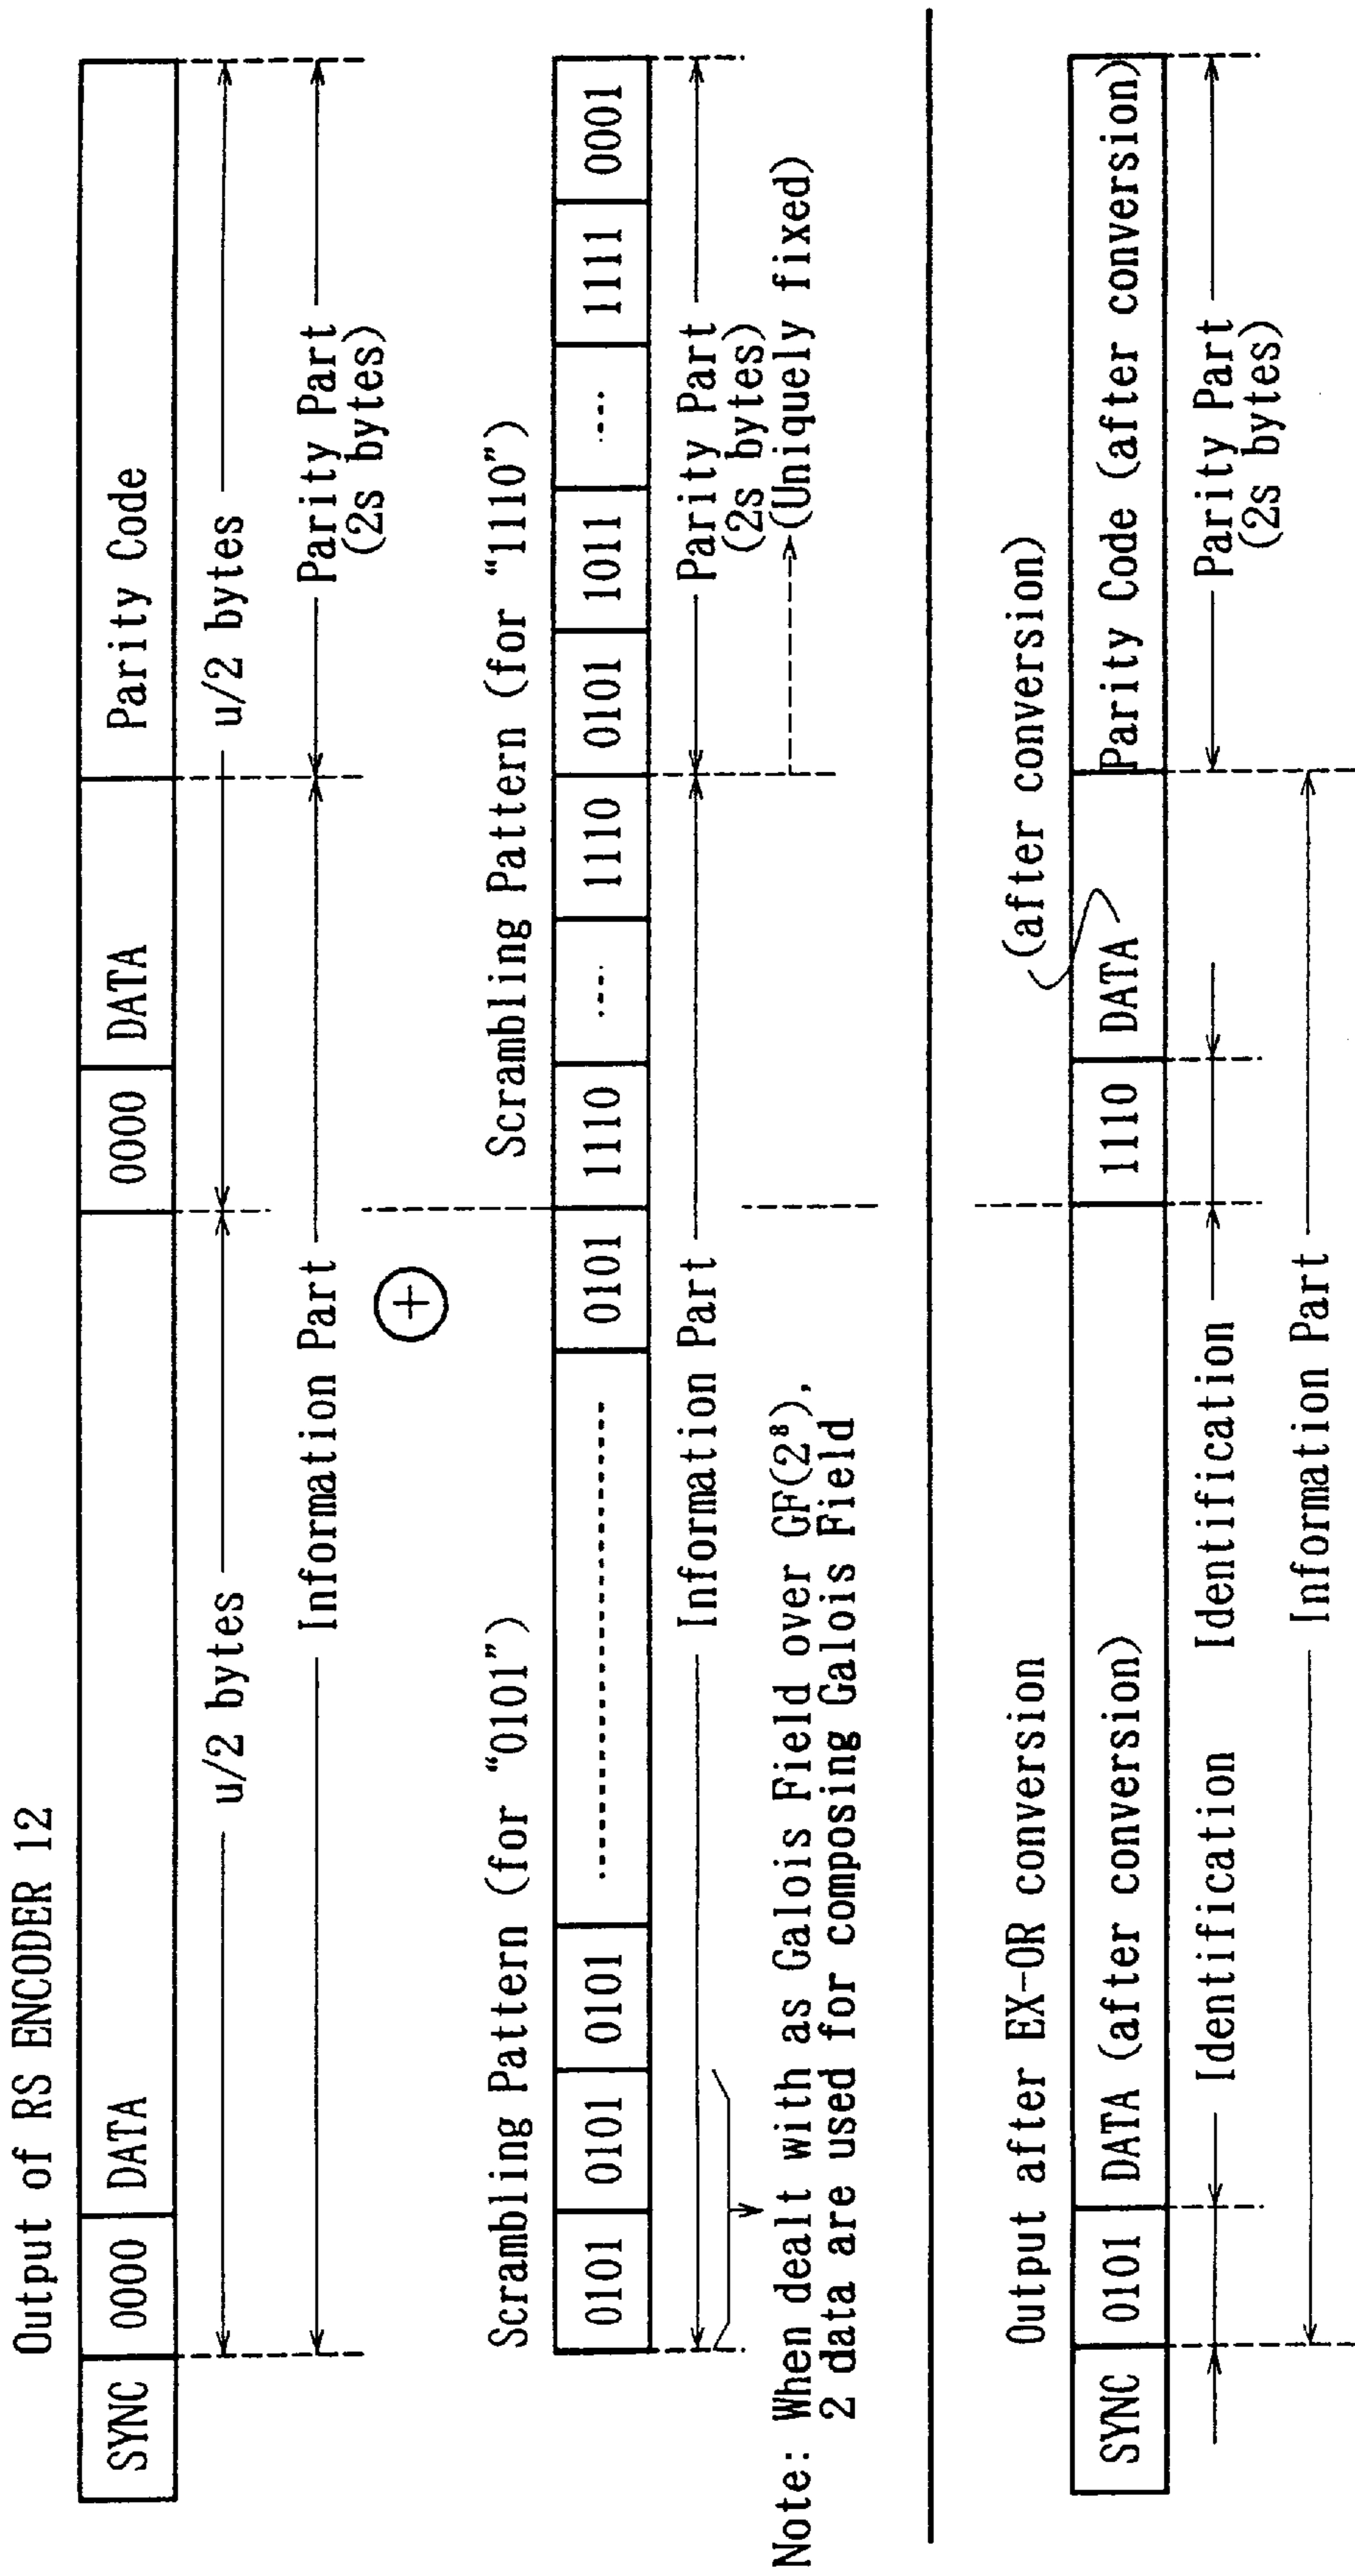 Output of RS ENCODER 12
SYNC 0000 DATA 0000 DATA Parity Code
u/2 bytes u/2 bytes
Information Part Parity Part
(2s bytes)
+
Scrambling Pattern (for “0101”) Scrambling Pattern (for “1110”)
0101 0101 0101 -------- 0101 1110 ---- 1110 0101 1011 ---- 1111 0001
Information Part Parity Part
(2s bytes)
(Uniquely fixed)
Note: When dealt with as Galois Field over GF(2⁸),
2 data are used for composing Galois Field
Output after EX-OR conversion (after conversion)
SYNC 0101 DATA (after conversion) 1110 DATA Parity Code (after conversion)
Identification Identification Parity Part
(2s bytes)
Information Part